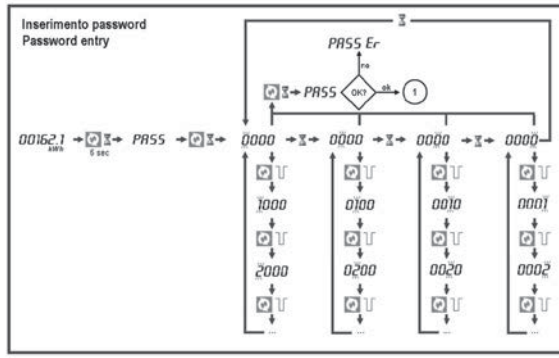 Inserimento password
Password entry
PASS Er
no
PASS OK? ok 1
00162.1 PASS 0000 0000 0000 0000
kWh
6 sec
1000 0100 0010 0001
2000 0200 0020 0002
... ... ... ...